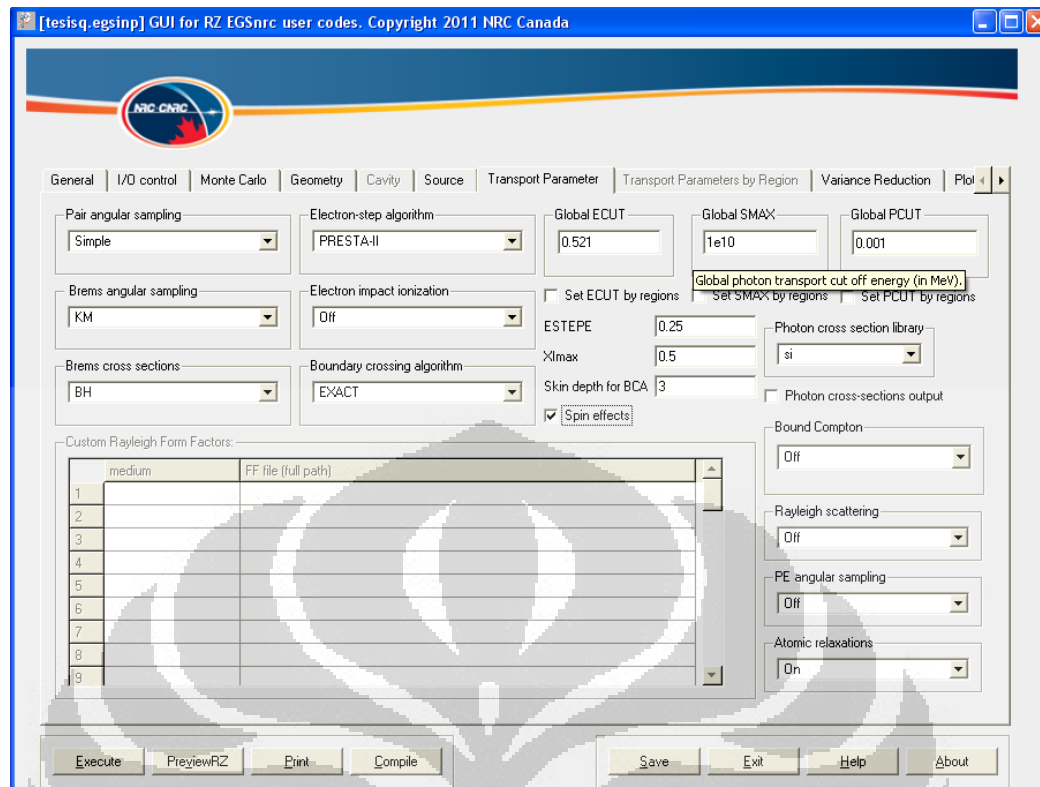 [tesisq.egsinp] GUI for RZ EGSnrc user codes. Copyright 2011 NRC Canada
NRC·CNRC
General I/O control Monte Carlo Geometry Cavity Source Transport Parameter Transport Parameters by Region Variance Reduction Plot
Pair angular sampling
Simple
Electron-step algorithm
PRESTA-II
Global ECUT
0.521
Global SMAX
1e10
Global PCUT
0.001
Global photon transport cut off energy (in MeV).
Brems angular sampling
KM
Electron impact ionization
Off
Set ECUT by regions
Set SMAX by regions
Set PCUT by regions
ESTEPE 0.25
XImax 0.5
Skin depth for BCA 3
Spin effects
Photon cross section library
si
Photon cross-sections output
Brems cross sections
BH
Boundary crossing algorithm
EXACT
Bound Compton
Off
Rayleigh scattering
Off
PE angular sampling
Off
Atomic relaxations
On
Custom Rayleigh Form Factors:
medium FF file (full path)
1
2
3
4
5
6
7
8
9
Execute PreviewRZ Print Compile Save Exit Help About